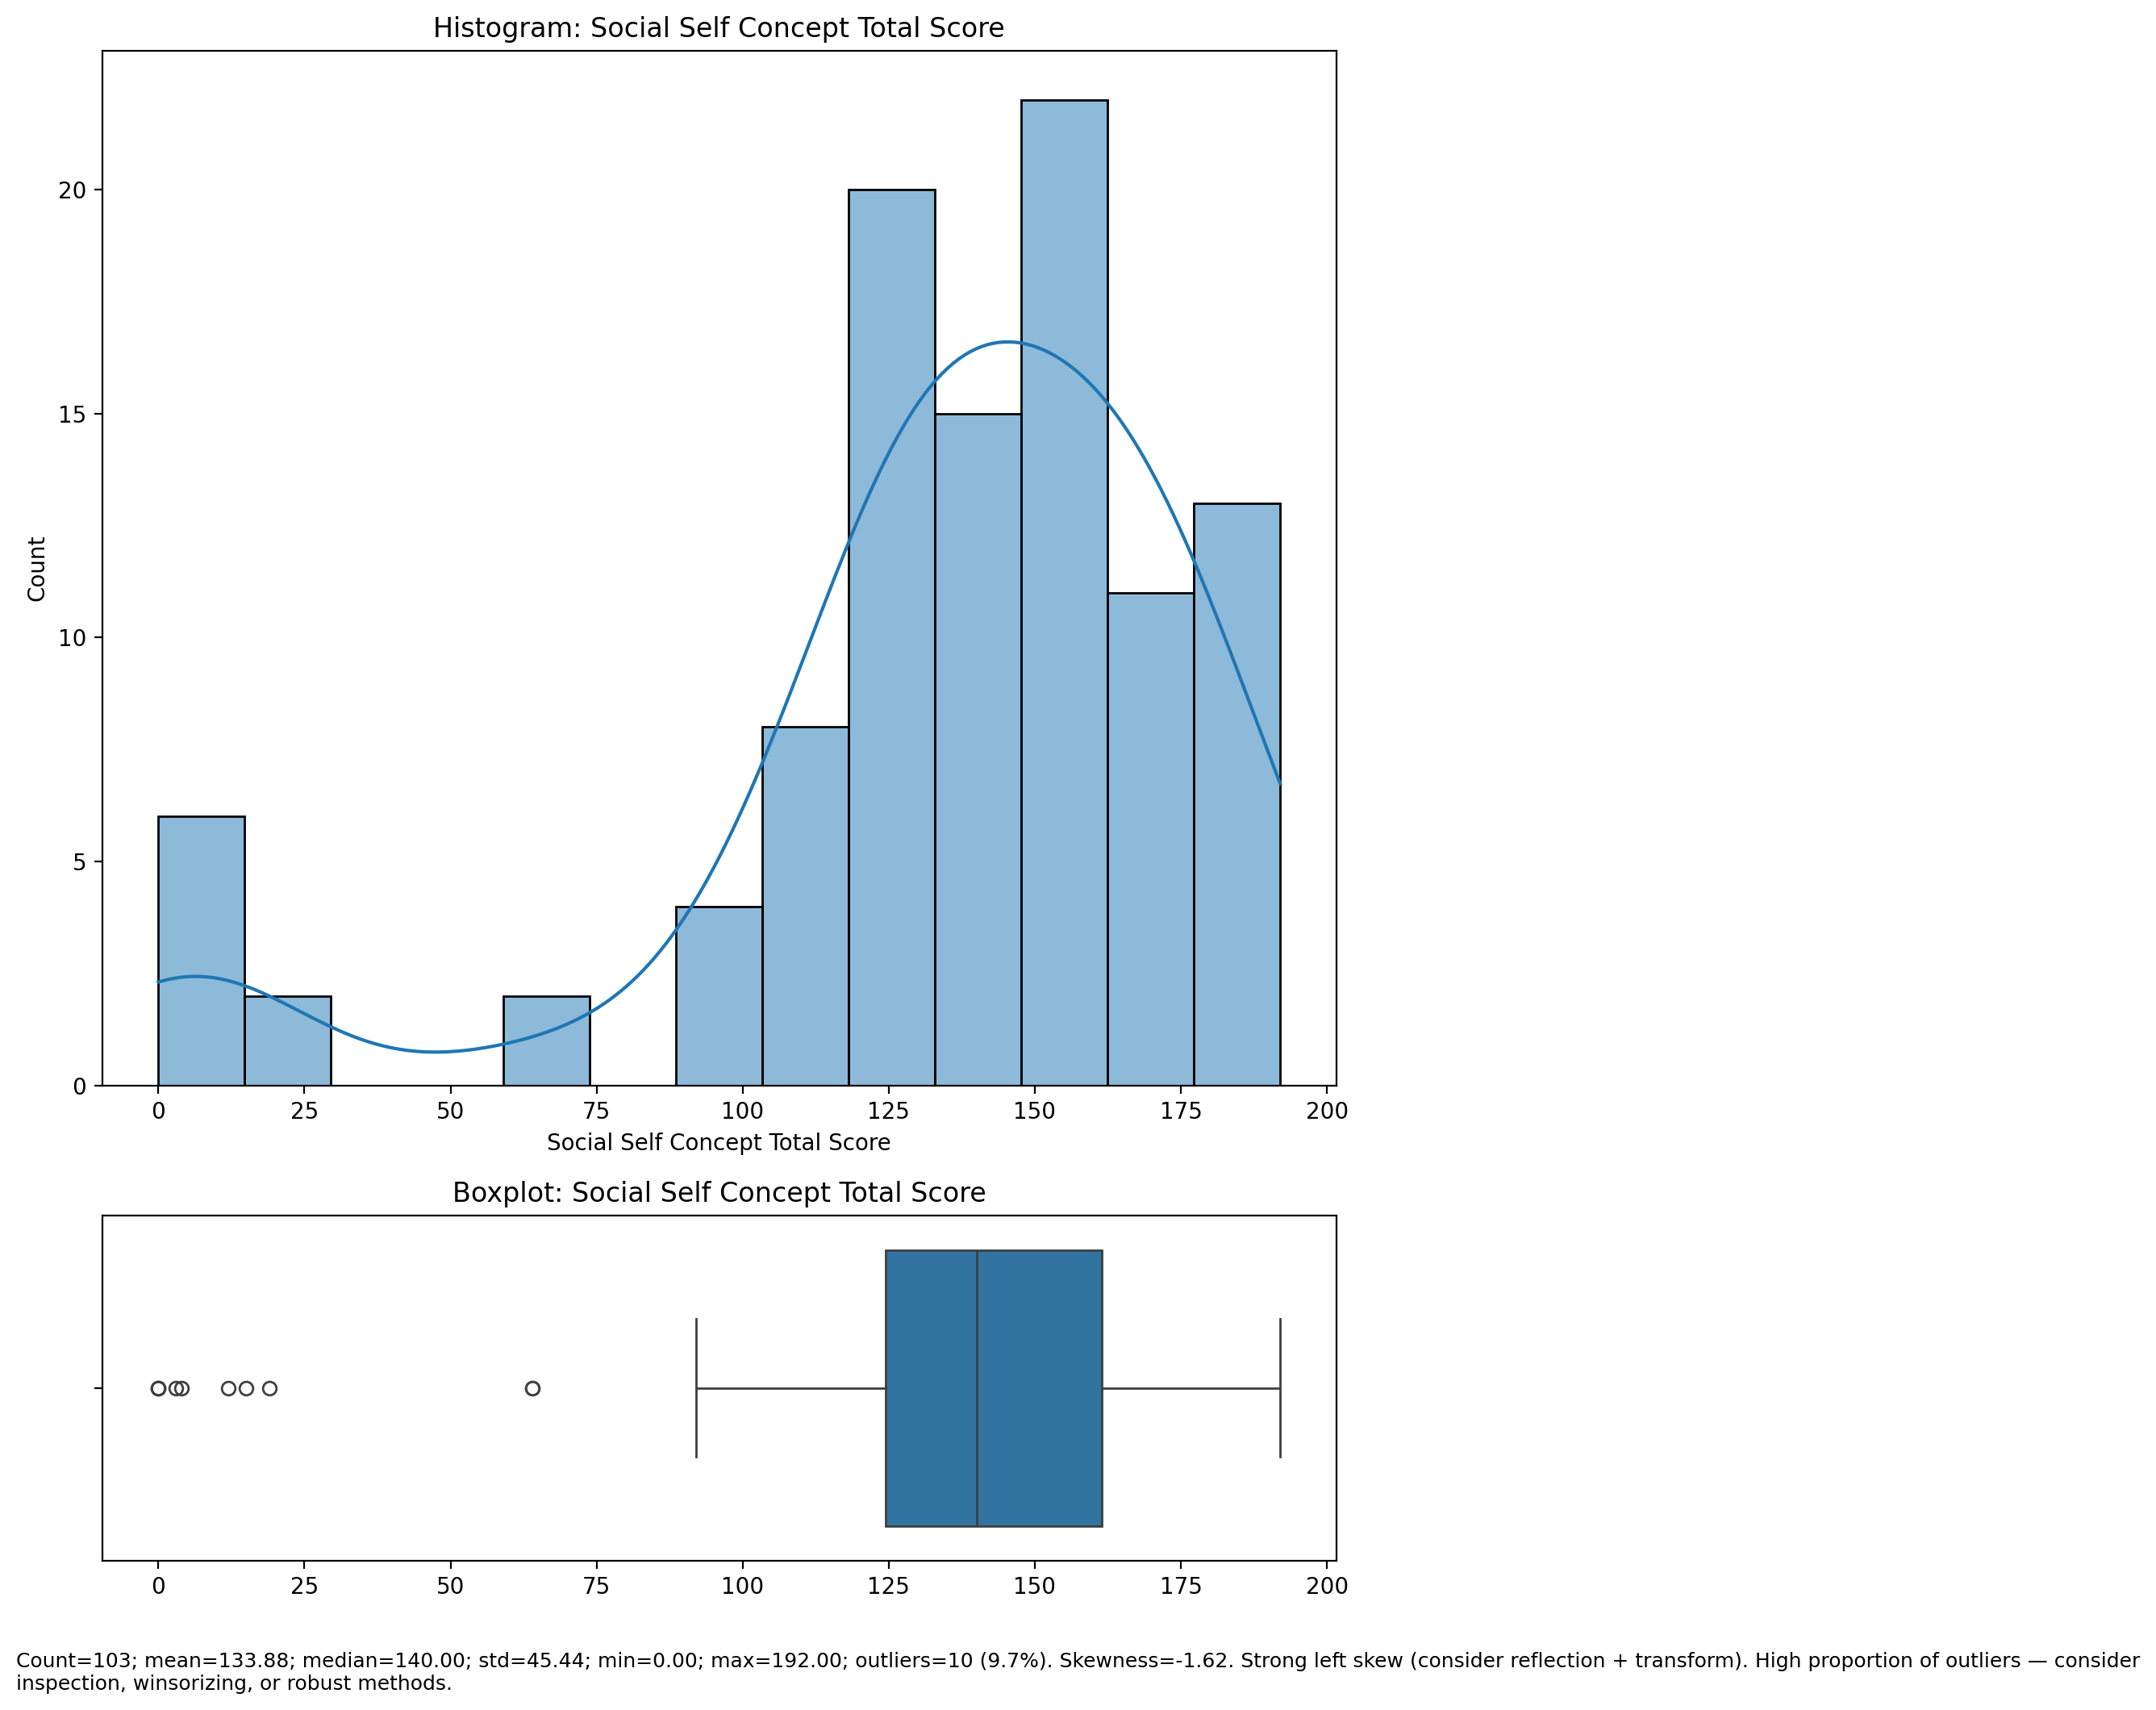 Histogram: Social Self Concept Total Score
20
15
10
5
0
Count
0 25 50 75 100 125 150 175 200
Social Self Concept Total Score
Boxplot: Social Self Concept Total Score
0 25 50 75 100 125 150 175 200
Count=103; mean=133.88; median=140.00; std=45.44; min=0.00; max=192.00; outliers=10 (9.7%). Skewness=-1.62. Strong left skew (consider reflection + transform). High proportion of outliers — consider
inspection, winsorizing, or robust methods.